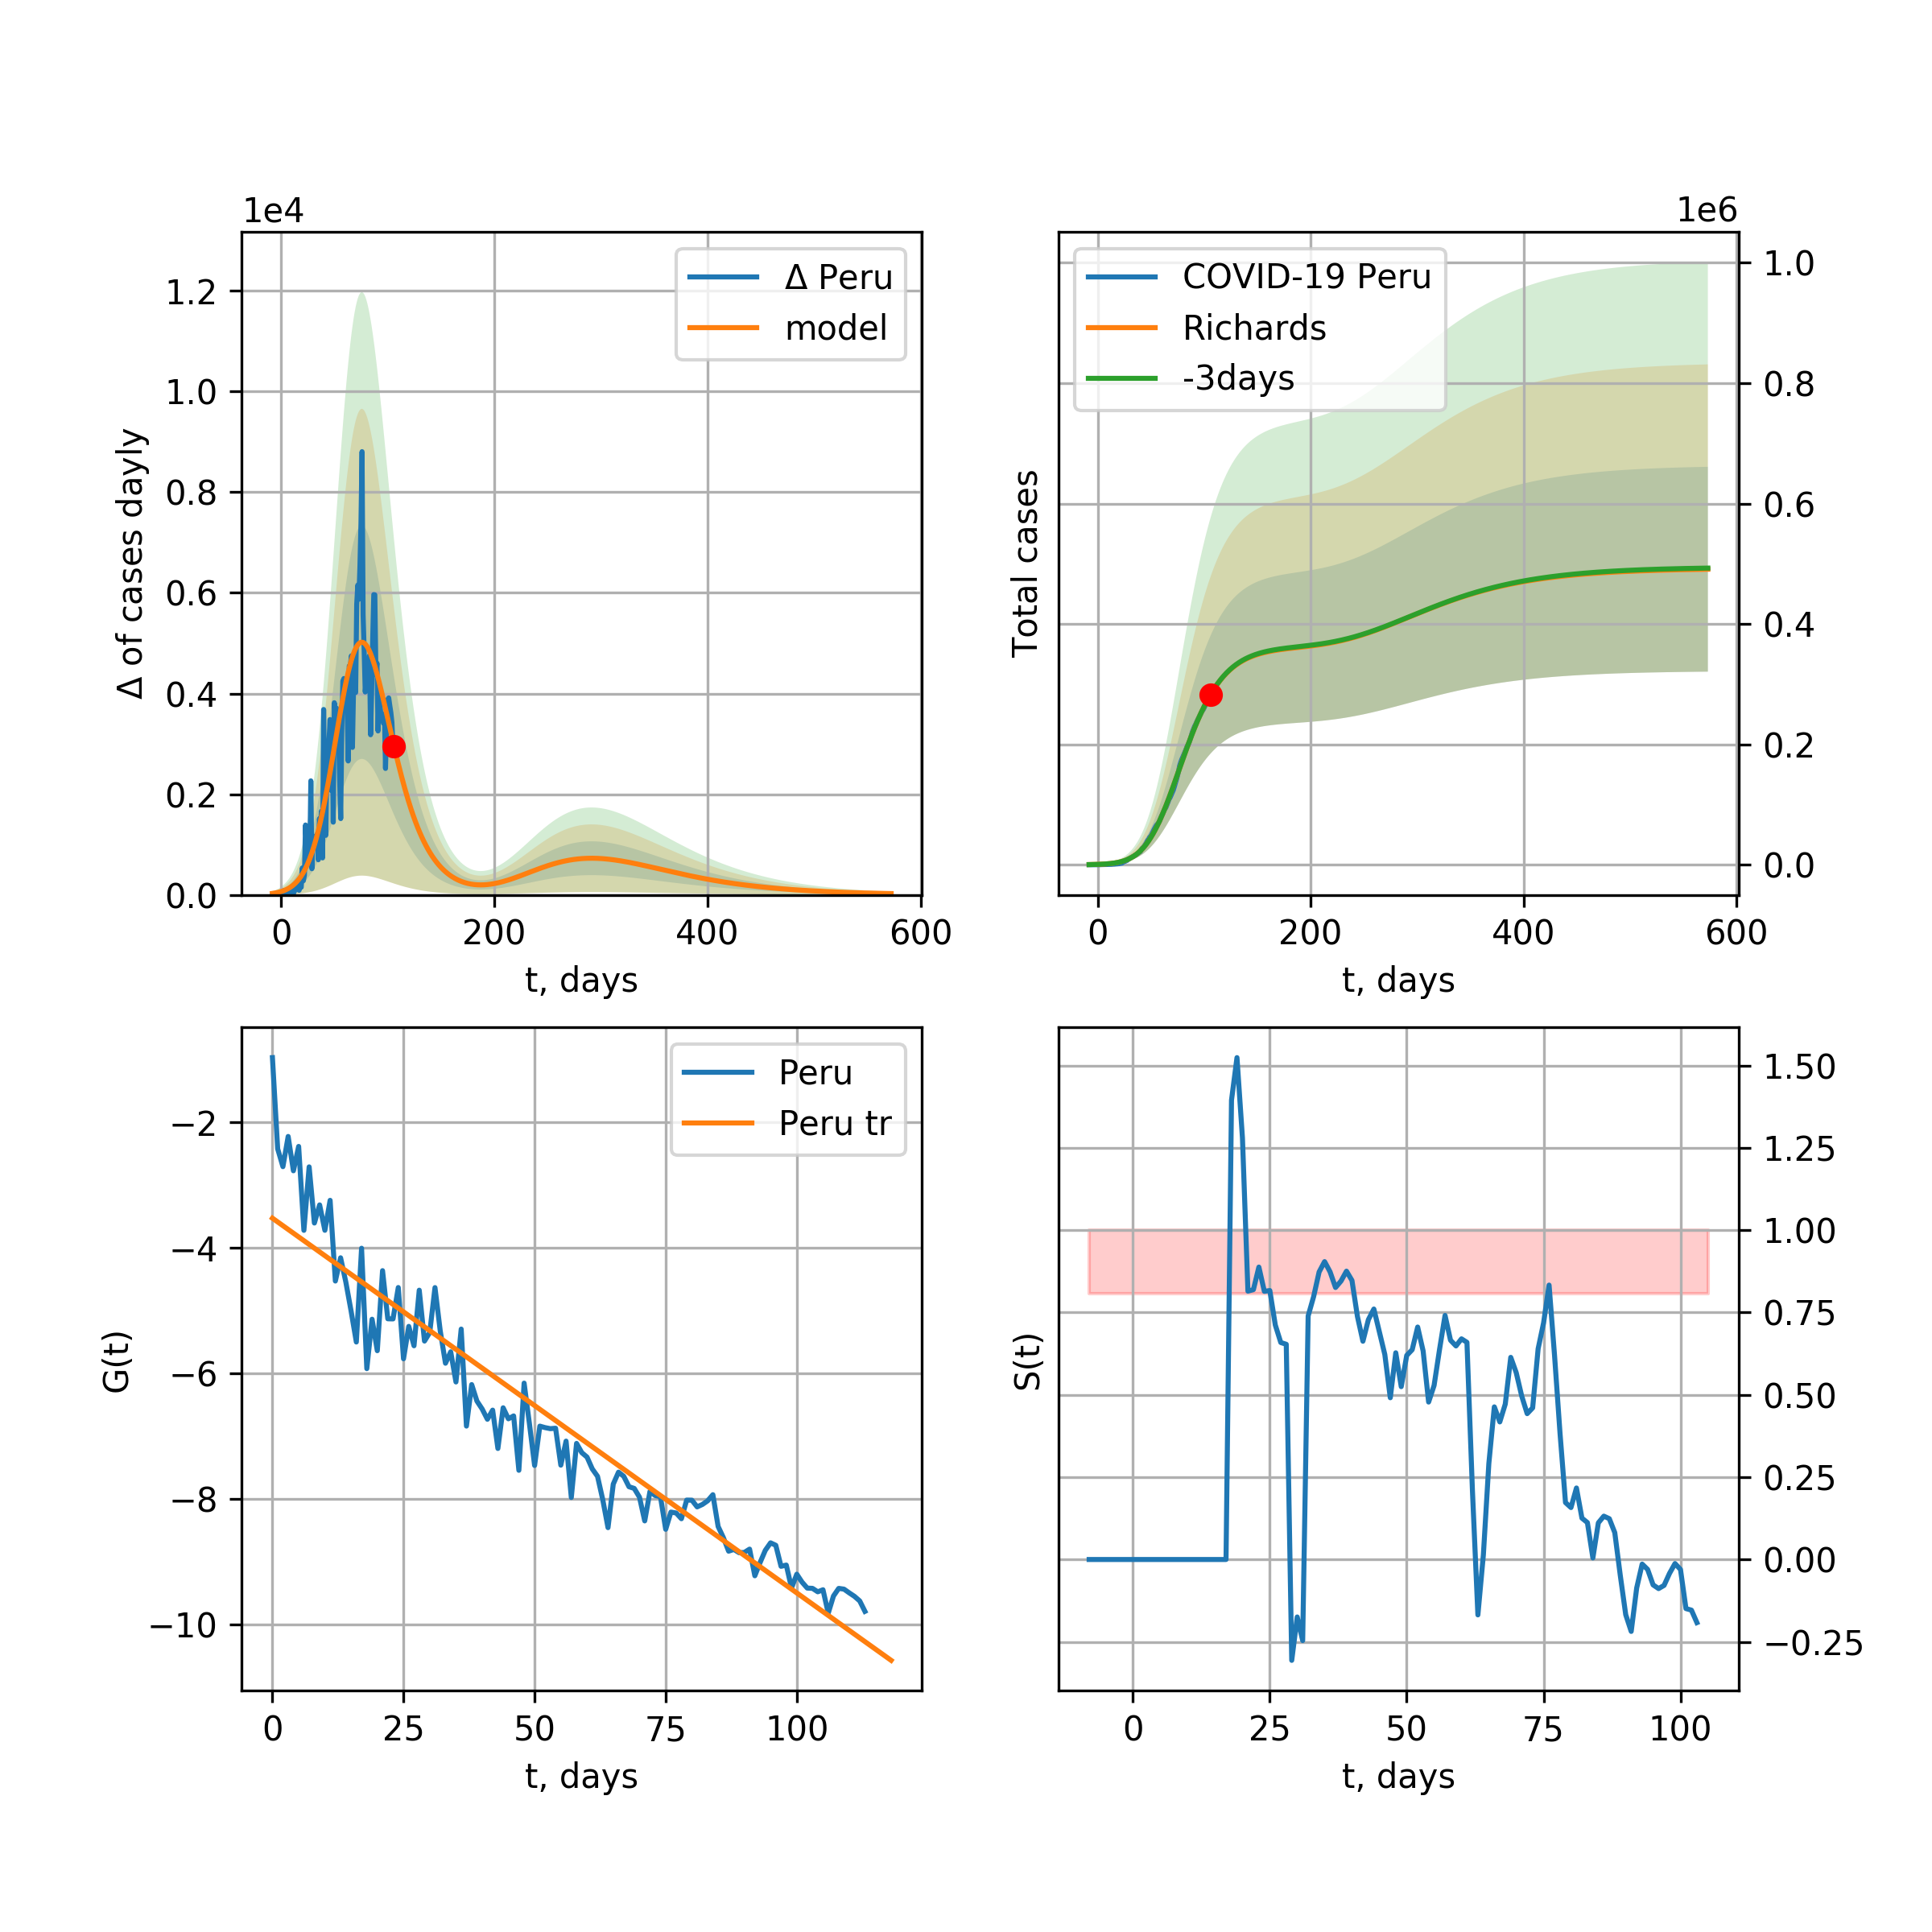 1e4
Δ of cases dayly
1.2
1.0
0.8
0.6
0.4
0.2
0.0
Δ Peru
model
0 200 400 600
t, days
1e6
Total cases
COVID-19 Peru
Richards
-3days
1.0
0.8
0.6
0.4
0.2
0.0
0 200 400 600
t, days
G(t)
−2
−4
−6
−8
−10
Peru
Peru tr
0 25 50 75 100
t, days
S(t)
1.50
1.25
1.00
0.75
0.50
0.25
0.00
−0.25
0 25 50 75 100
t, days